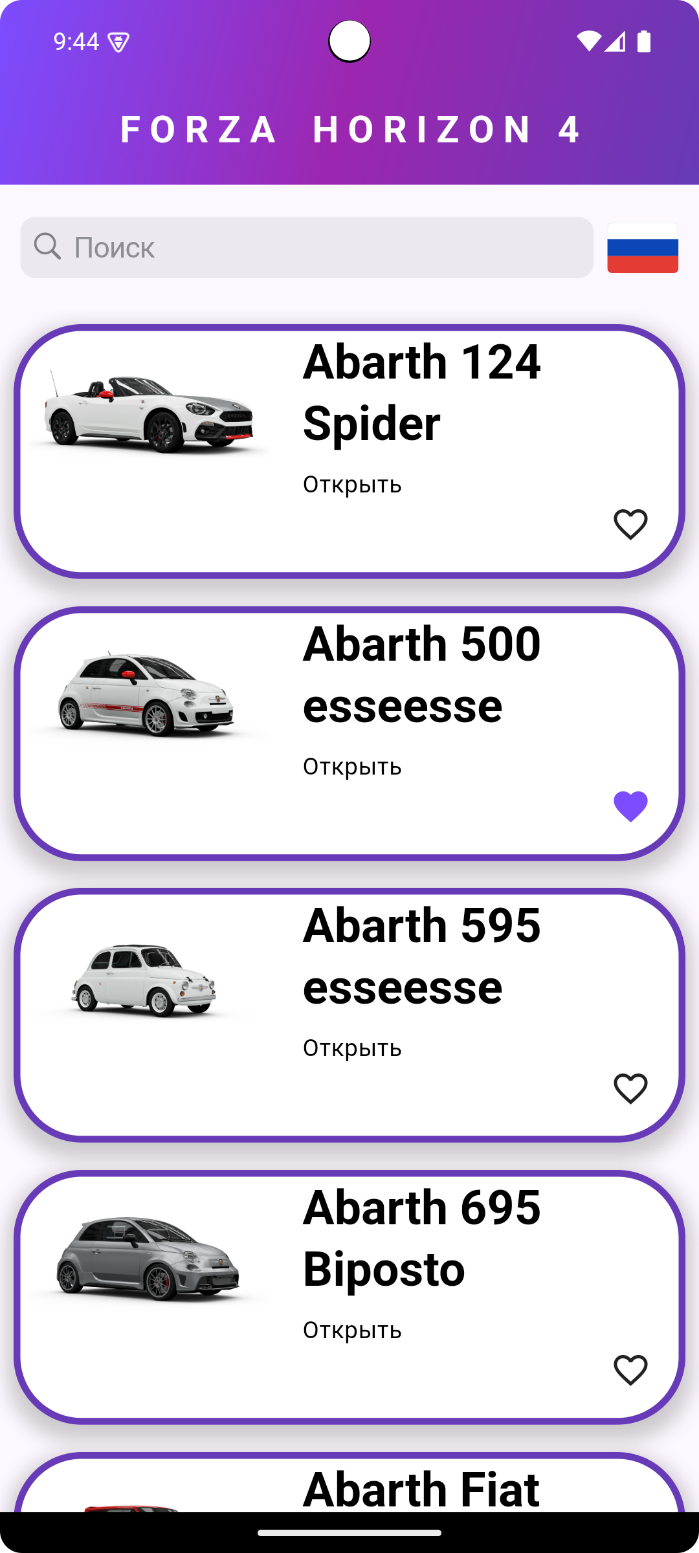 9:44
FORZA HORIZON 4
Поиск
Abarth 124
Spider
Открыть
Abarth 500
esseesse
Открыть
Abarth 595
esseesse
Открыть
Abarth 695
Biposto
Открыть
Abarth Fiat